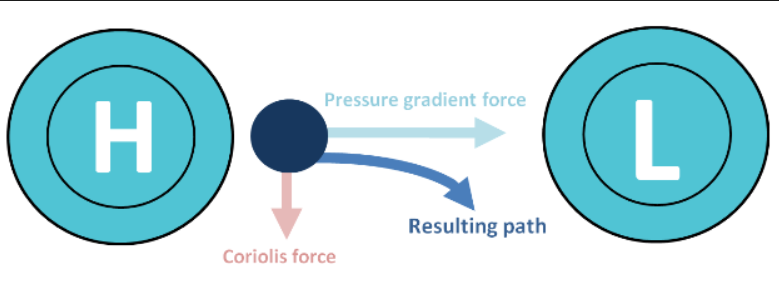 H
Pressure gradient force
L
Resulting path
Coriolis force